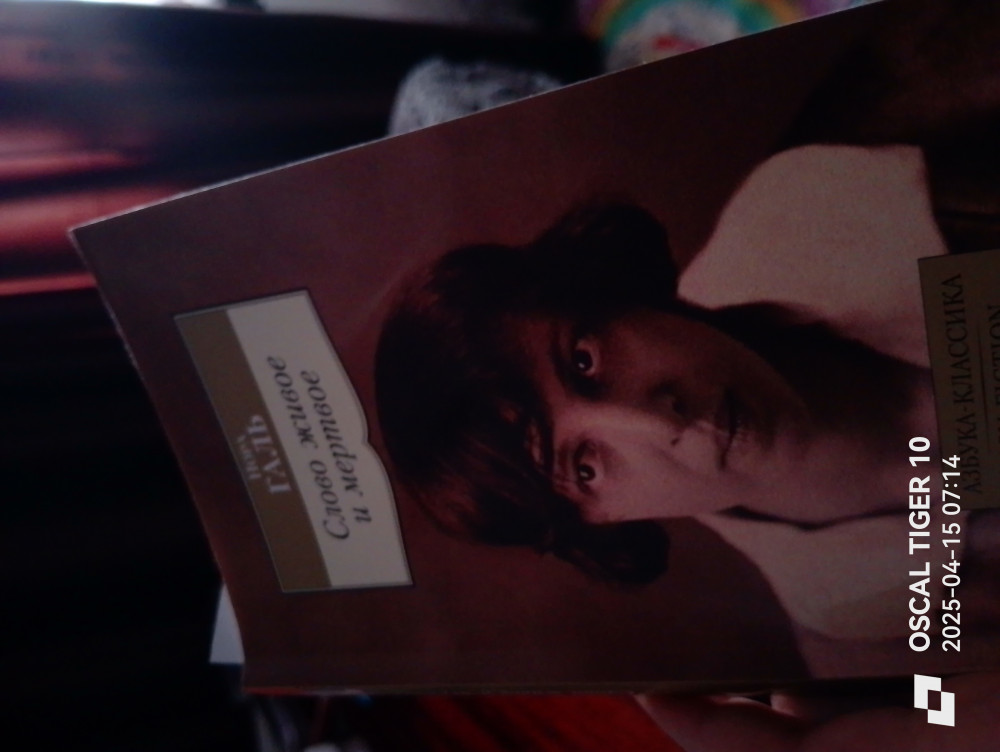 Нора
ГАЛЬ
Слово живое
и мертвое
АЗБУКА-КЛАССИКА
OSCAL TIGER 10
2025-04-15 07:14